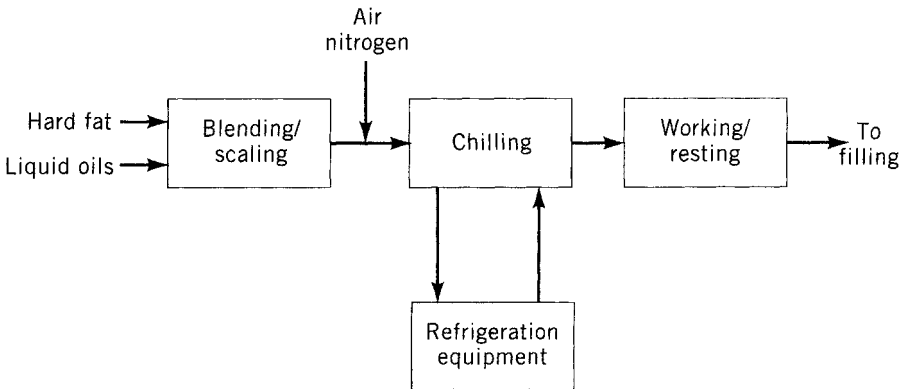 Air
nitrogen
Hard fat
Liquid oils
Blending/
scaling
Chilling
Working/
resting
To
filling
Refrigeration
equipment